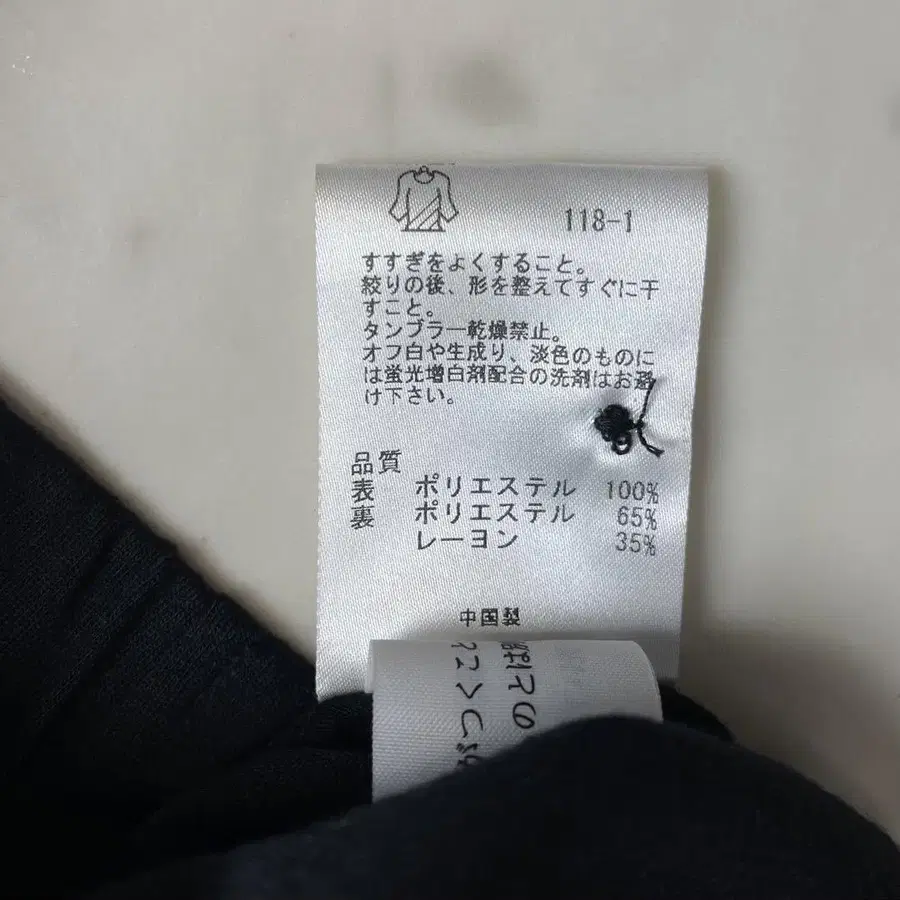 118-1
すすぎをよくすること。
絞りの後、形を整えてすぐに干
すこと。
タンブラー乾燥禁止。
オフ白や生成り、淡色のものに
は蛍光増白剤配合の洗剤はお避
け下さい。
品質
表 ポリエステル 100%
裏 ポリエステル 65%
レーヨン 35%
中国製